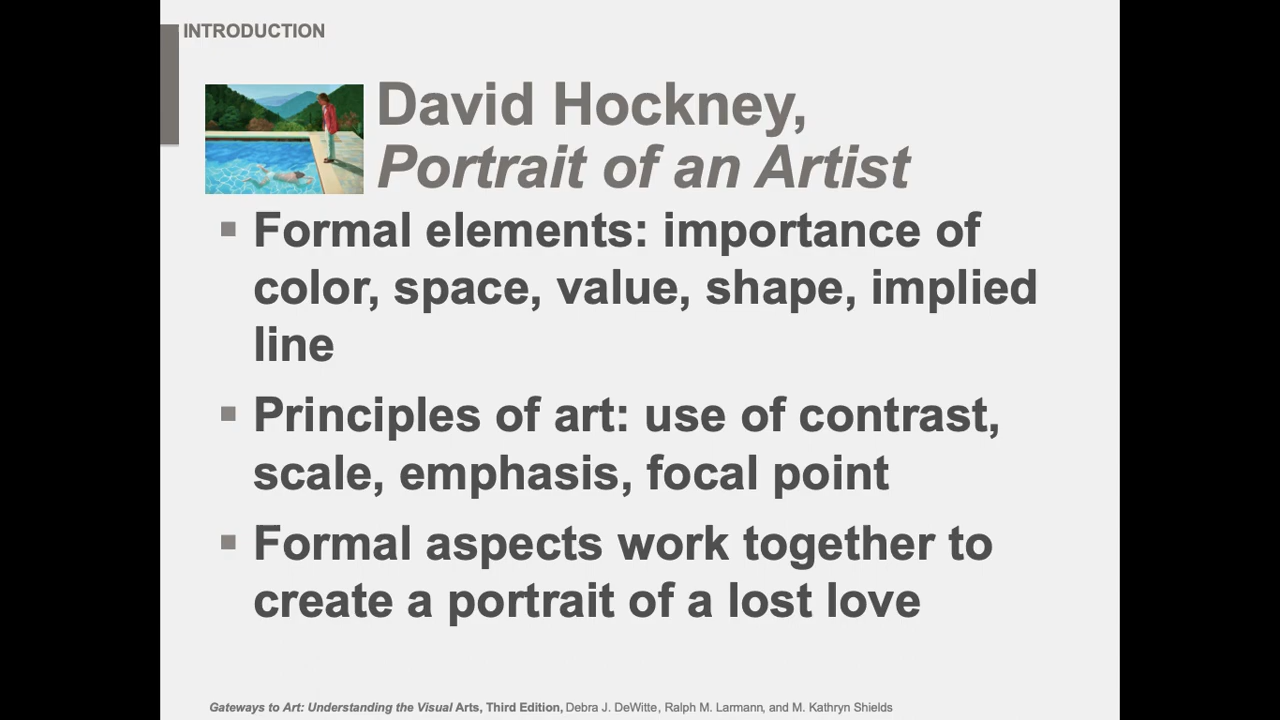 INTRODUCTION
David Hockney,
Portrait of an Artist
▪ Formal elements: importance of
color, space, value, shape, implied
line
▪ Principles of art: use of contrast,
scale, emphasis, focal point
▪ Formal aspects work together to
create a portrait of a lost love
Gateways to Art: Understanding the Visual Arts, Third Edition, Debra J. DeWitte, Ralph M. Larmann, and M. Kathryn Shields